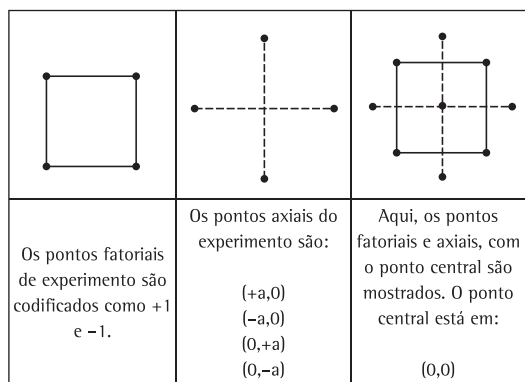 Os pontos fatoriais
de experimento são
codificados como +1
e –1.
Os pontos axiais do
experimento são:
(+a,0)
(–a,0)
(0,+a)
(0,–a)
Aqui, os pontos
fatoriais e axiais, com
o ponto central são
mostrados. O ponto
central está em:
(0,0)